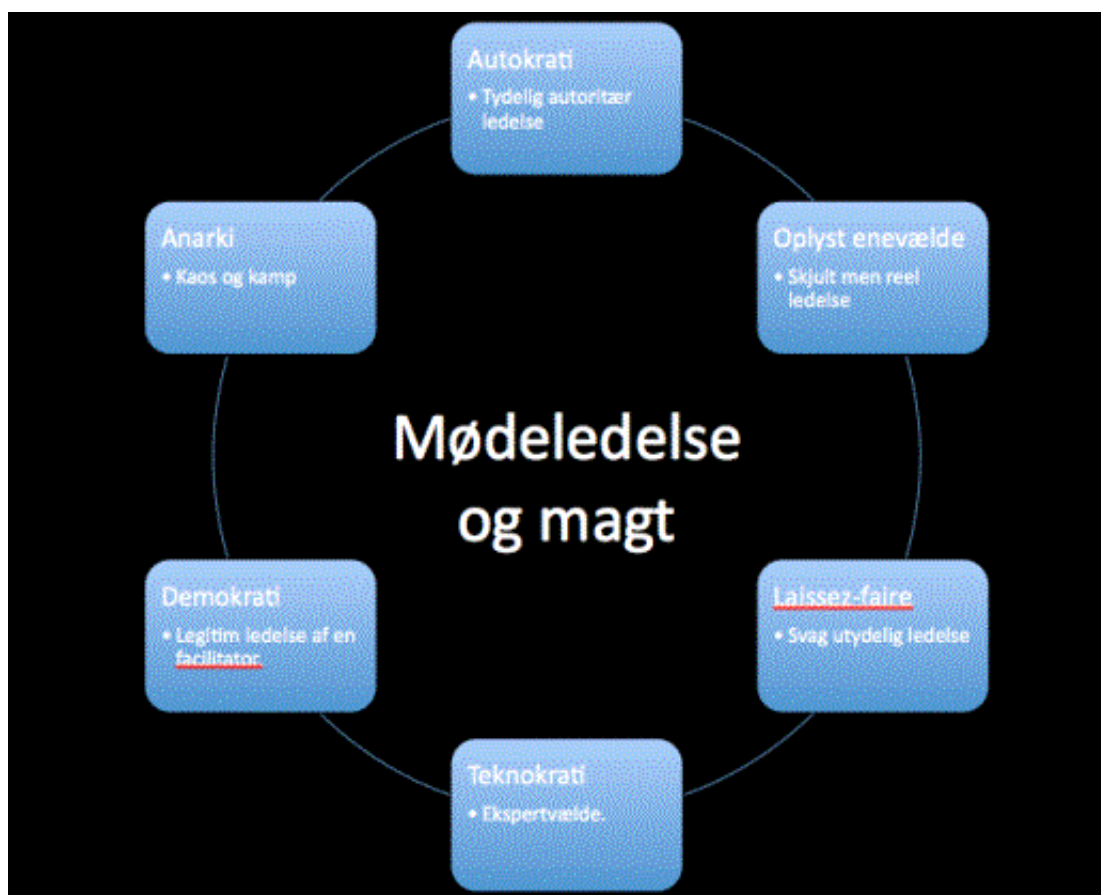 Autokrati
• Tydelig autoritær
ledelse
Oplyst enevælde
• Skjult men reel
ledelse
Laissez-faire
• Svag utydelig ledelse
Teknokrati
• Ekspertvælde.
Demokrati
• Legitim ledelse af en
facilitator.
Anarki
• Kaos og kamp
Mødeledelse
og magt